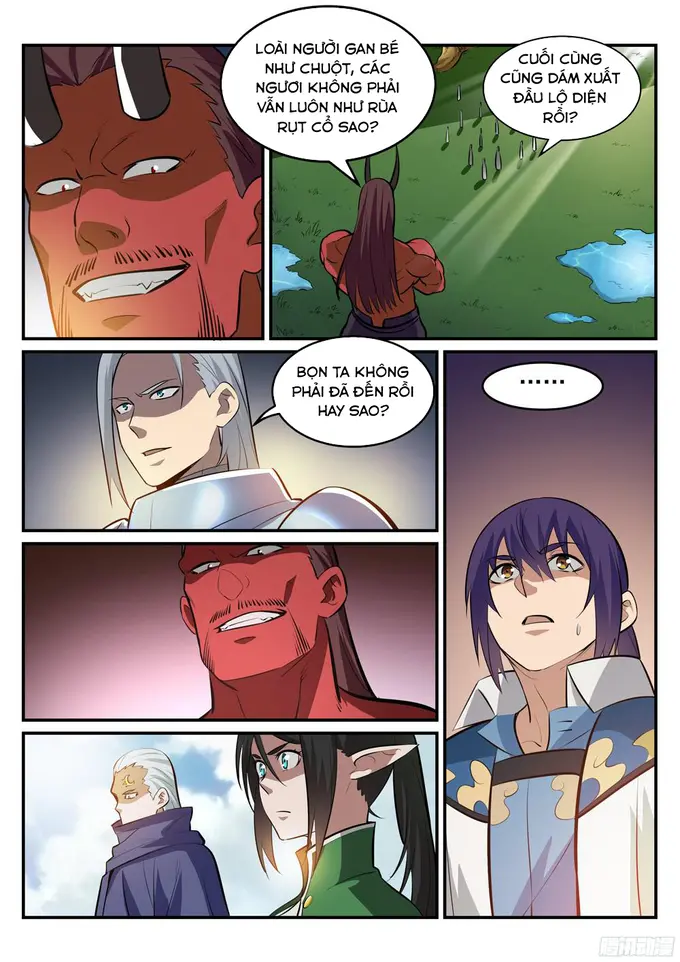 LOÀI NGƯỜI GAN BÉ
NHƯ CHUỘT, CÁC
NGƯƠI KHÔNG PHẢI
VẪN LUÔN NHƯ RÙA
RỤT CỔ SAO?
CUỐI CÙNG
CŨNG DÁM XUẤT
ĐẦU LỘ DIỆN
RỒI?
BỌN TA KHÔNG
PHẢI ĐÃ ĐẾN RỒI
HAY SAO?
......